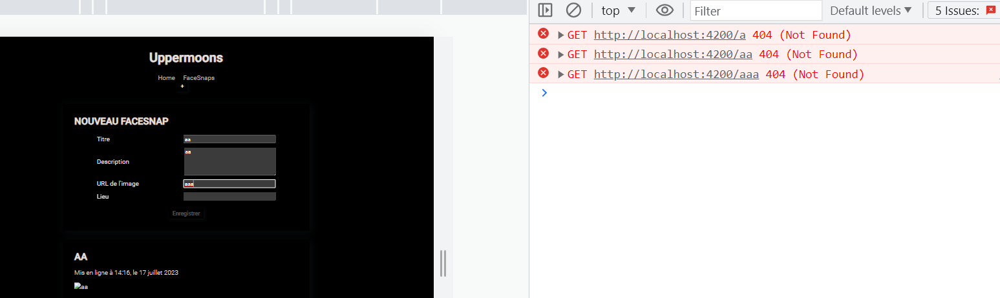 Uppermoons
Home FaceSnaps
+
NOUVEAU FACESNAP
Titre aa
Description aa
URL de l'image aaa
Lieu
Enregistrer
AA
Mis en ligne à 14:16, le 17 juillet 2023
aa
top Filter Default levels 5 Issues:
GET http://localhost:4200/a 404 (Not Found)
GET http://localhost:4200/aa 404 (Not Found)
GET http://localhost:4200/aaa 404 (Not Found)